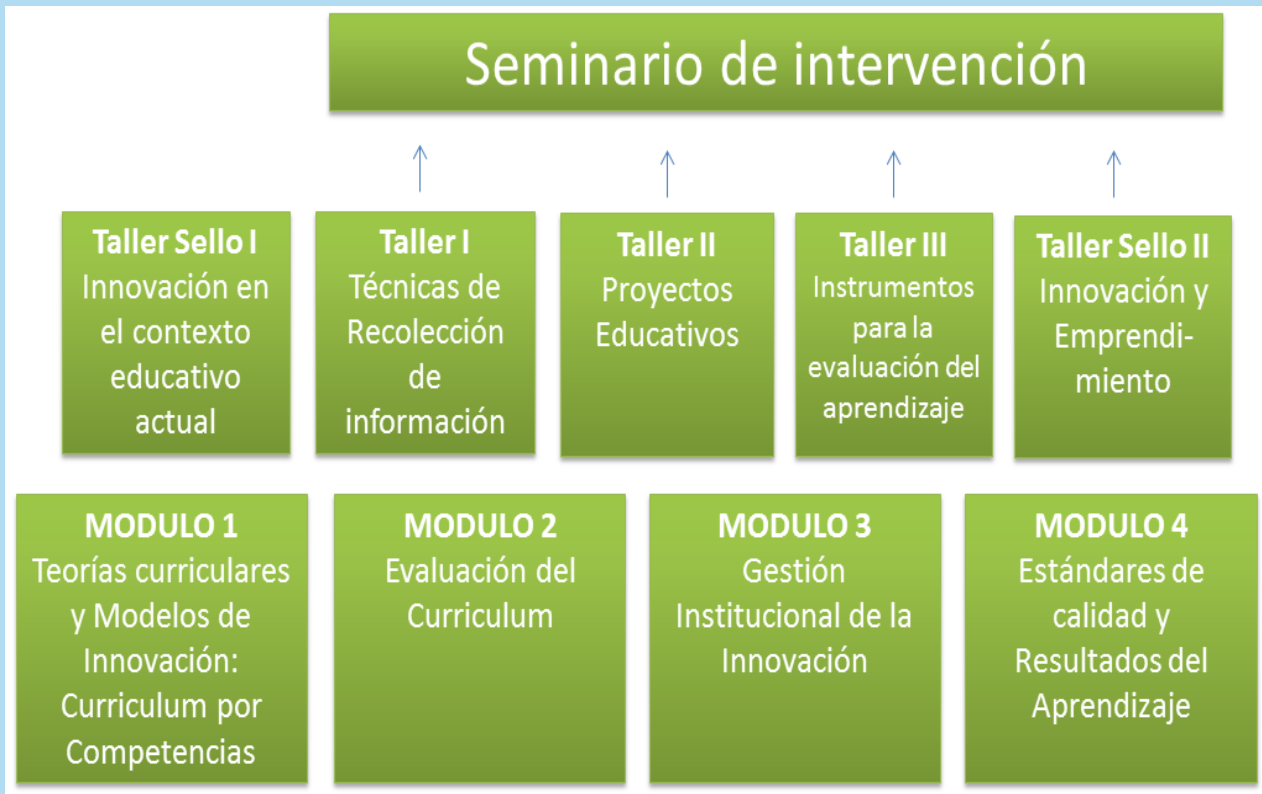 Seminario de intervención
Taller Sello I
Innovación en
el contexto
educativo
actual
Taller I
Técnicas de
Recolección
de
información
Taller II
Proyectos
Educativos
Taller III
Instrumentos
para la
evaluación del
aprendizaje
Taller Sello II
Innovación y
Emprendi-
miento
MODULO 1
Teorías curriculares
y Modelos de
Innovación:
Curriculum por
Competencias
MODULO 2
Evaluación del
Curriculum
MODULO 3
Gestión
Institucional de la
Innovación
MODULO 4
Estándares de
calidad y
Resultados del
Aprendizaje